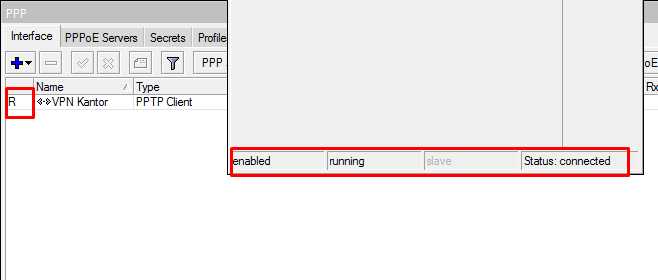 PPP
Interface PPPoE Servers Secrets Profile
PPP
Name Type Rx
R VPN Kantor PPTP Client
enabled running slave Status: connected